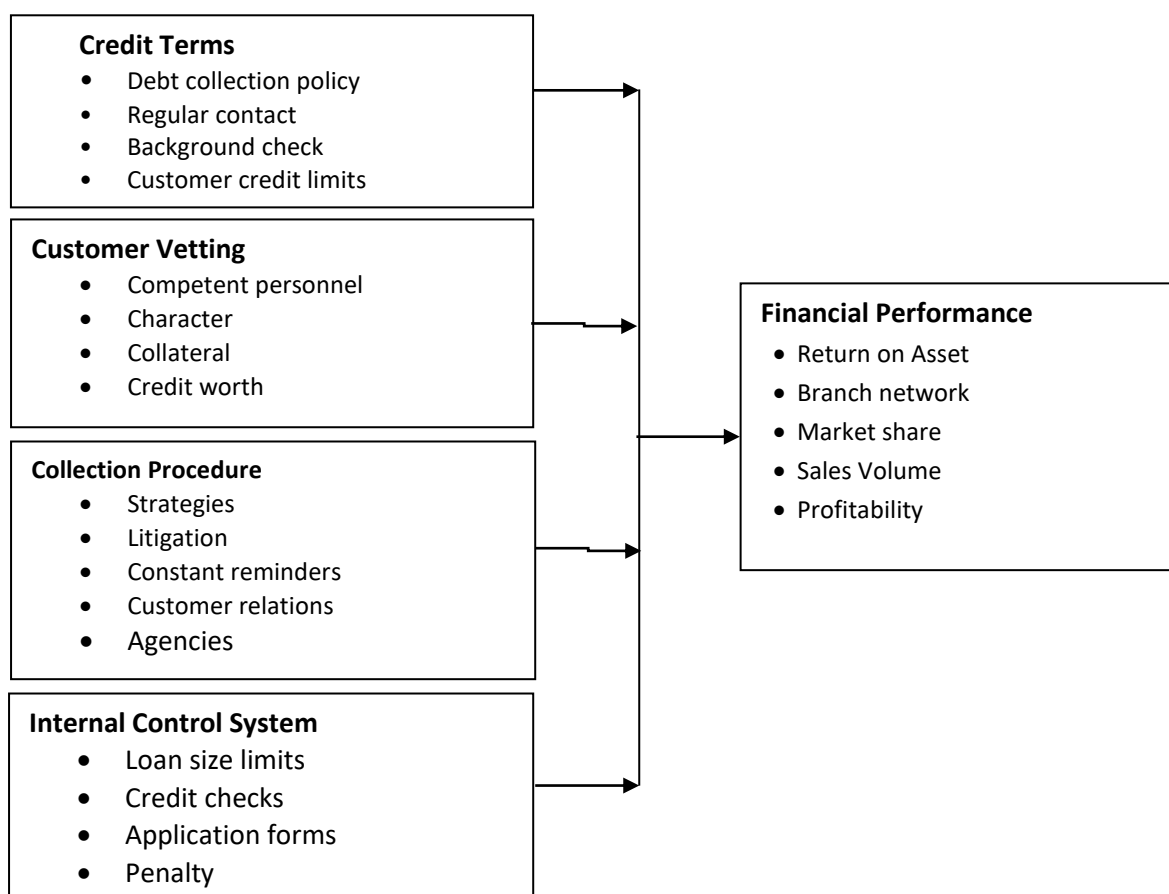 Credit Terms
• Debt collection policy
• Regular contact
• Background check
• Customer credit limits
Customer Vetting
• Competent personnel
• Character
• Collateral
• Credit worth
Collection Procedure
• Strategies
• Litigation
• Constant reminders
• Customer relations
• Agencies
Internal Control System
• Loan size limits
• Credit checks
• Application forms
• Penalty
Financial Performance
• Return on Asset
• Branch network
• Market share
• Sales Volume
• Profitability